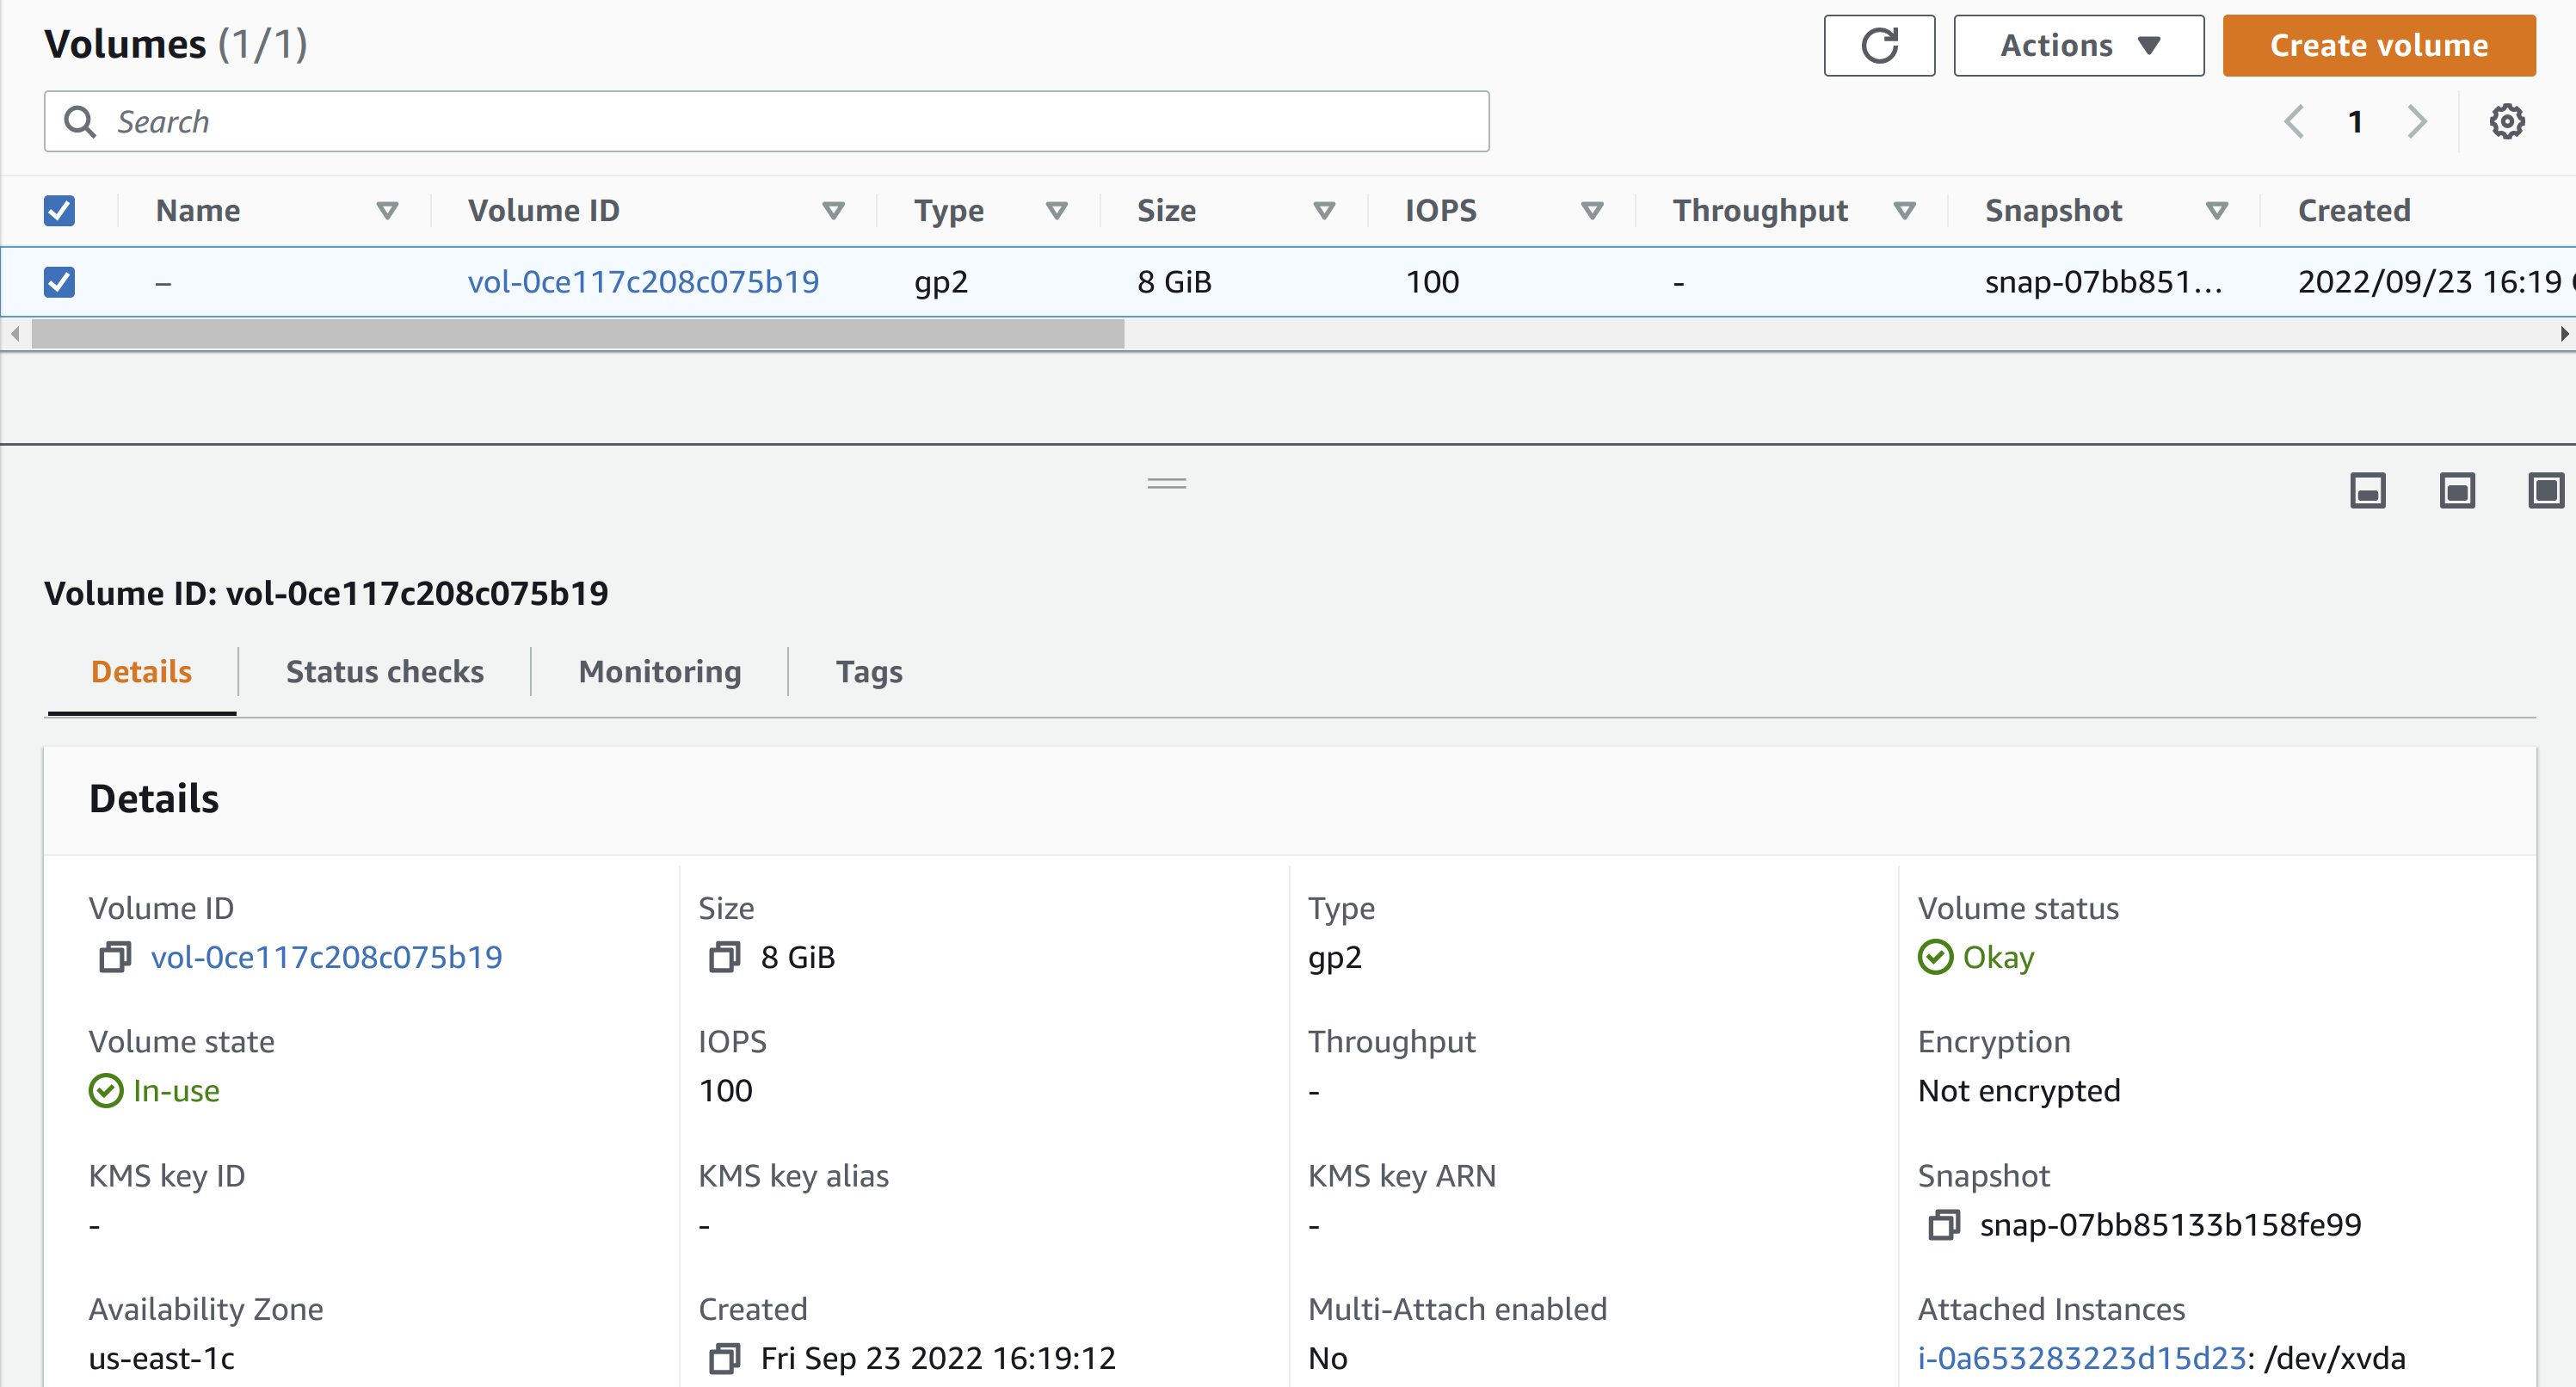 Volumes (1/1)
Actions
Create volume
Search
1
Name Volume ID Type Size IOPS Throughput Snapshot Created
– vol-0ce117c208c075b19 gp2 8 GiB 100 - snap-07bb851... 2022/09/23 16:19
Volume ID: vol-0ce117c208c075b19
Details Status checks Monitoring Tags
Details
Volume ID Size Type Volume status
vol-0ce117c208c075b19 8 GiB gp2 Okay
Volume state IOPS Throughput Encryption
In-use 100 - Not encrypted
KMS key ID KMS key alias KMS key ARN Snapshot
- - - snap-07bb85133b158fe99
Availability Zone Created Multi-Attach enabled Attached Instances
us-east-1c Fri Sep 23 2022 16:19:12 No i-0a653283223d15d23: /dev/xvda